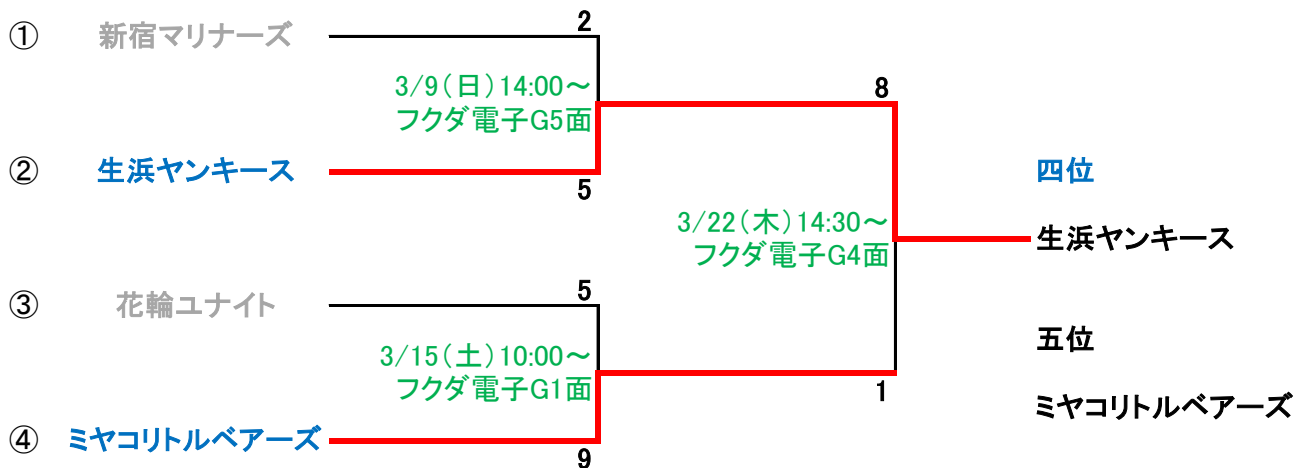 ① 新宿マリナーズ
2
3/9(日)14:00～
フクダ電子G5面
8
② 生浜ヤンキース
5
四位
3/22(木)14:30～
フクダ電子G4面
生浜ヤンキース
③ 花輪ユナイト
5
五位
3/15(土)10:00～
フクダ電子G1面
1
ミヤコリトルベアーズ
④ ミヤコリトルベアーズ
9